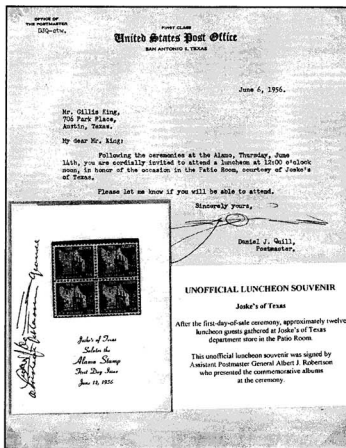 OFFICE OF
THE POSTMASTER
DJQ-ctw.
FIRST CLASS
United States Post Office
SAN ANTONIO 5, TEXAS
June 6, 1956.
Mr. Gillis King,
706 Park Place,
Austin, Texas.
My dear Mr. King:
Following the ceremonies at the Alamo, Thursday, June
14th, you are cordially invited to attend a luncheon at 12:00 o'clock
noon, in honor of the occasion in the Patio Room, courtesy of Joske's
of Texas.
Please let me know if you will be able to attend.
Sincerely yours,
Daniel J. Quill,
Postmaster.
Joske's of Texas
Salutes the
Alamo Stamp
First Day Issue
June 14, 1956
UNOFFICIAL LUNCHEON SOUVENIR
Joske's of Texas
After the first-day-of-sale ceremony, approximately twelve
luncheon guests gathered at Joske's of Texas
department store in the Patio Room.
This unofficial luncheon souvenir was signed by
Assistant Postmaster General Albert J. Robertson
who presented the commemorative albums
at the ceremony.